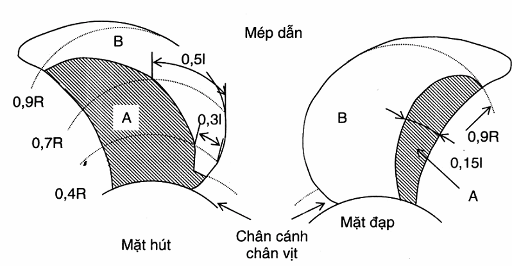 Mép dẫn
B
0,5l
A
0,9R
0,3l
0,7R
0,4R
B
0,9R
0,15l
A
Mặt đạp
Chân cánh
chân vịt
Mặt hút